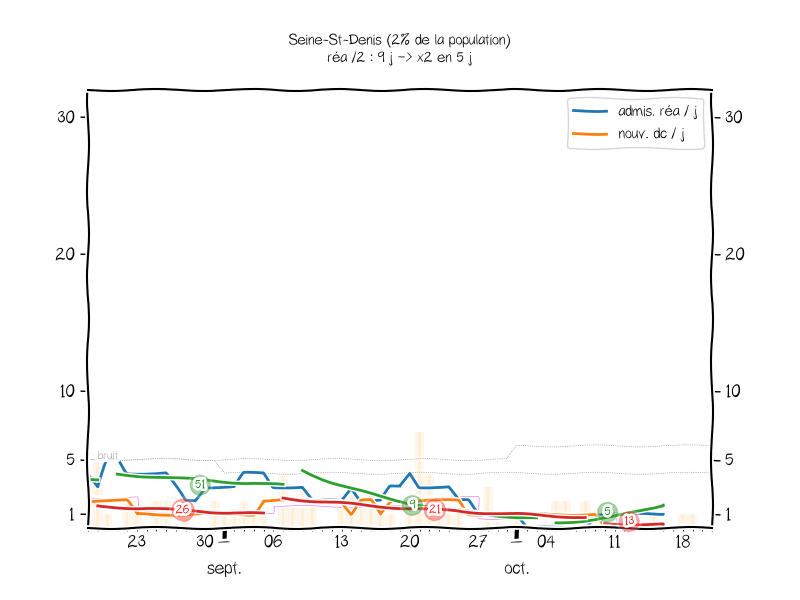 Seine-St-Denis (2% de la population)
réa /2 : 9 j -> x2 en 5 j
admis. réa / j
nouv. dc / j
30
30
20
20
10
10
bruit
5
5
51
9
5
26
21
13
1
1
23 30 06 13 20 27 04 11 18
sept. oct.